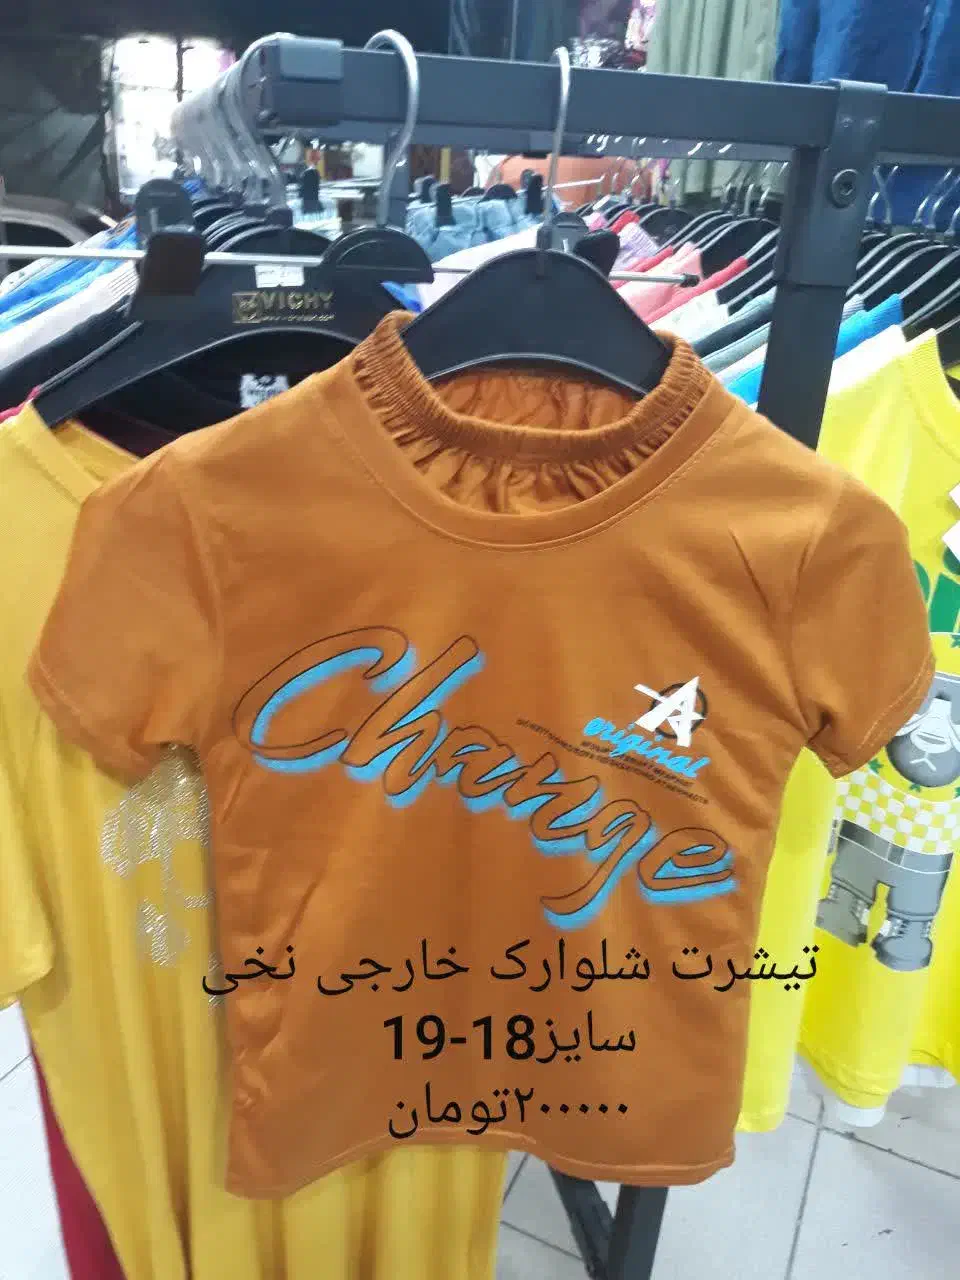 VICHY
Change
A
original
تیشرت شلوارک خارجی نخی
سایز18-19
۲۰۰۰۰۰تومان